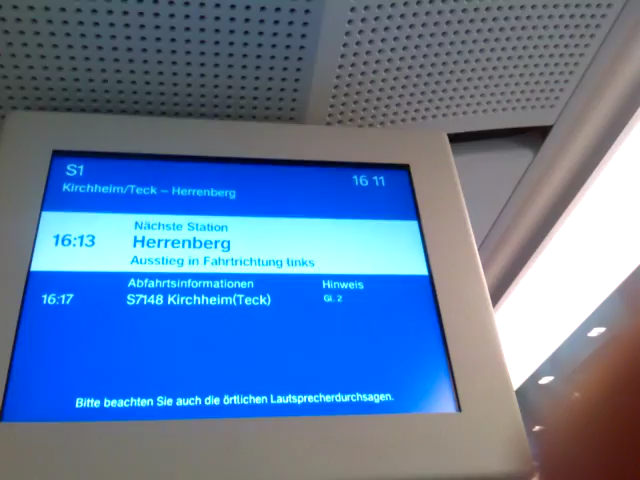 S1
16 11
Kirchheim/Teck – Herrenberg
Nächste Station
16:13 Herrenberg
Ausstieg in Fahrtrichtung links
Abfahrtsinformationen Hinweis
16:17 S7148 Kirchheim(Teck) Gl. 2
Bitte beachten Sie auch die örtlichen Lautsprecherdurchsagen.